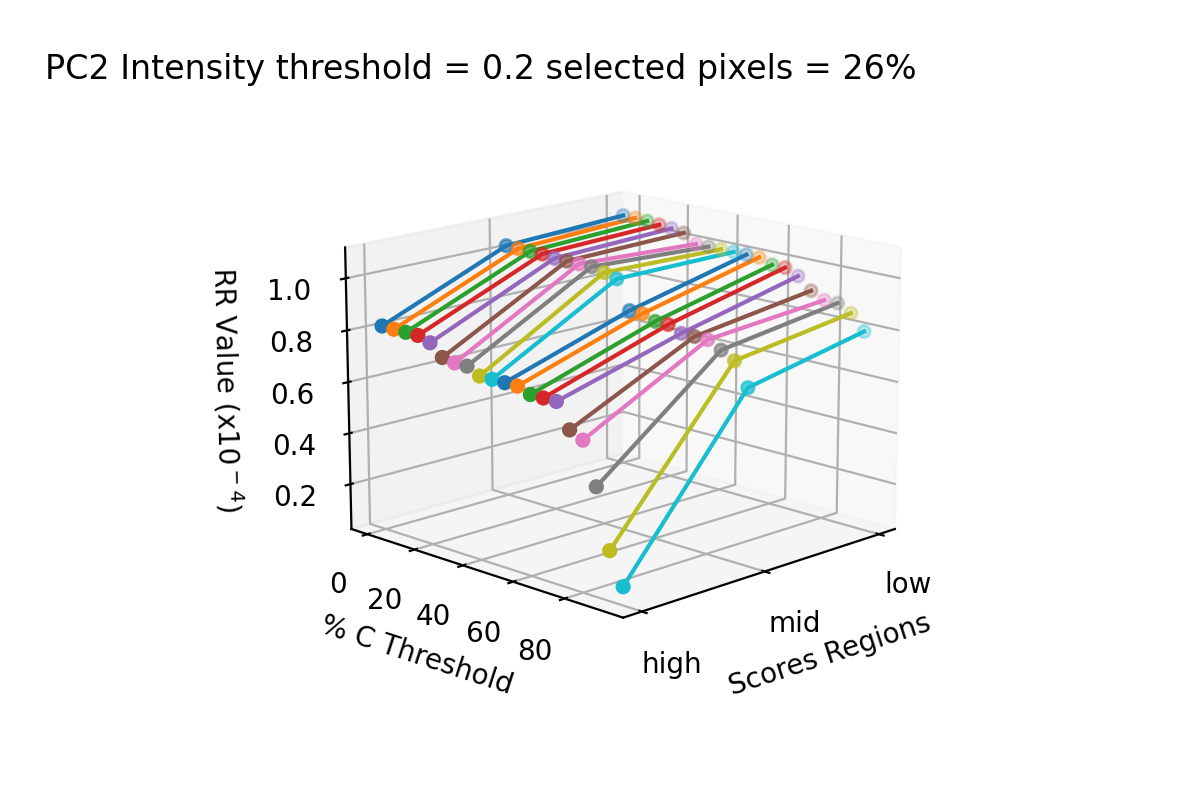 PC2 Intensity threshold = 0.2 selected pixels = 26%
RR Value (x10⁻⁴)
1.0
0.8
0.6
0.4
0.2
0
20
40
60
80
% C Threshold
high
mid
low
Scores Regions